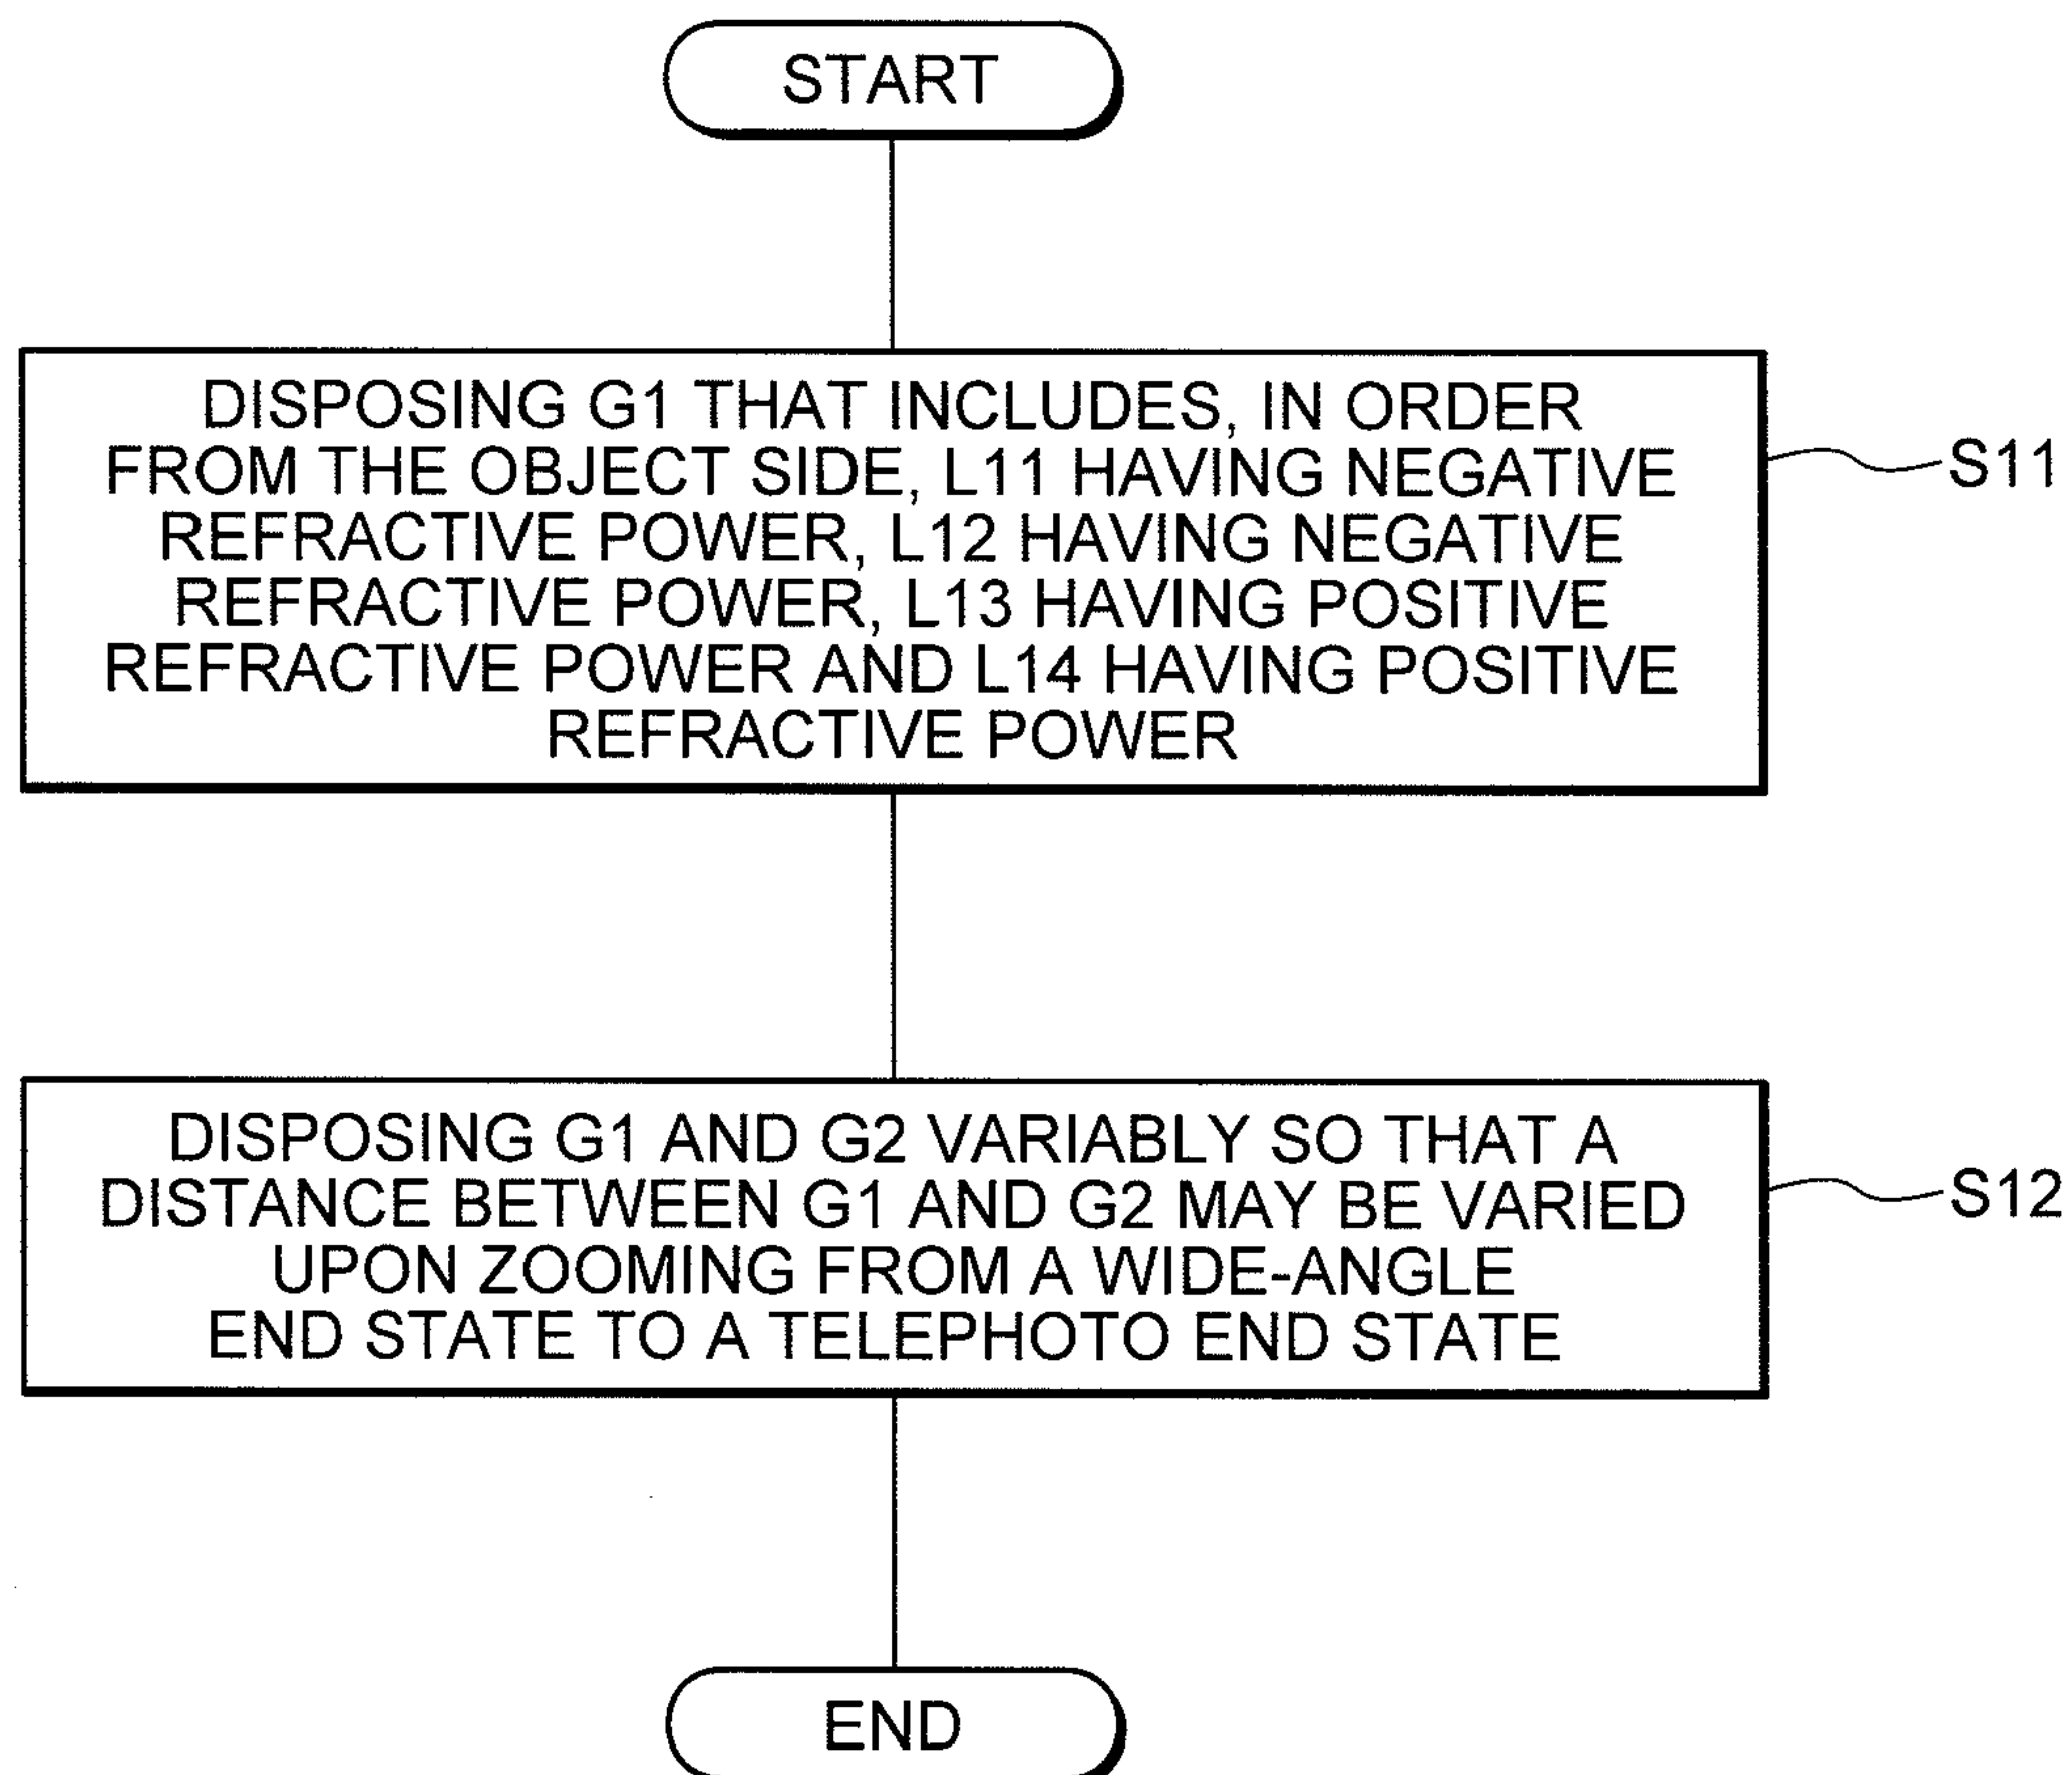 START
DISPOSING G1 THAT INCLUDES, IN ORDER
FROM THE OBJECT SIDE, L11 HAVING NEGATIVE
REFRACTIVE POWER, L12 HAVING NEGATIVE
REFRACTIVE POWER, L13 HAVING POSITIVE
REFRACTIVE POWER AND L14 HAVING POSITIVE
REFRACTIVE POWER
S11
DISPOSING G1 AND G2 VARIABLY SO THAT A
DISTANCE BETWEEN G1 AND G2 MAY BE VARIED
UPON ZOOMING FROM A WIDE-ANGLE
END STATE TO A TELEPHOTO END STATE
S12
END